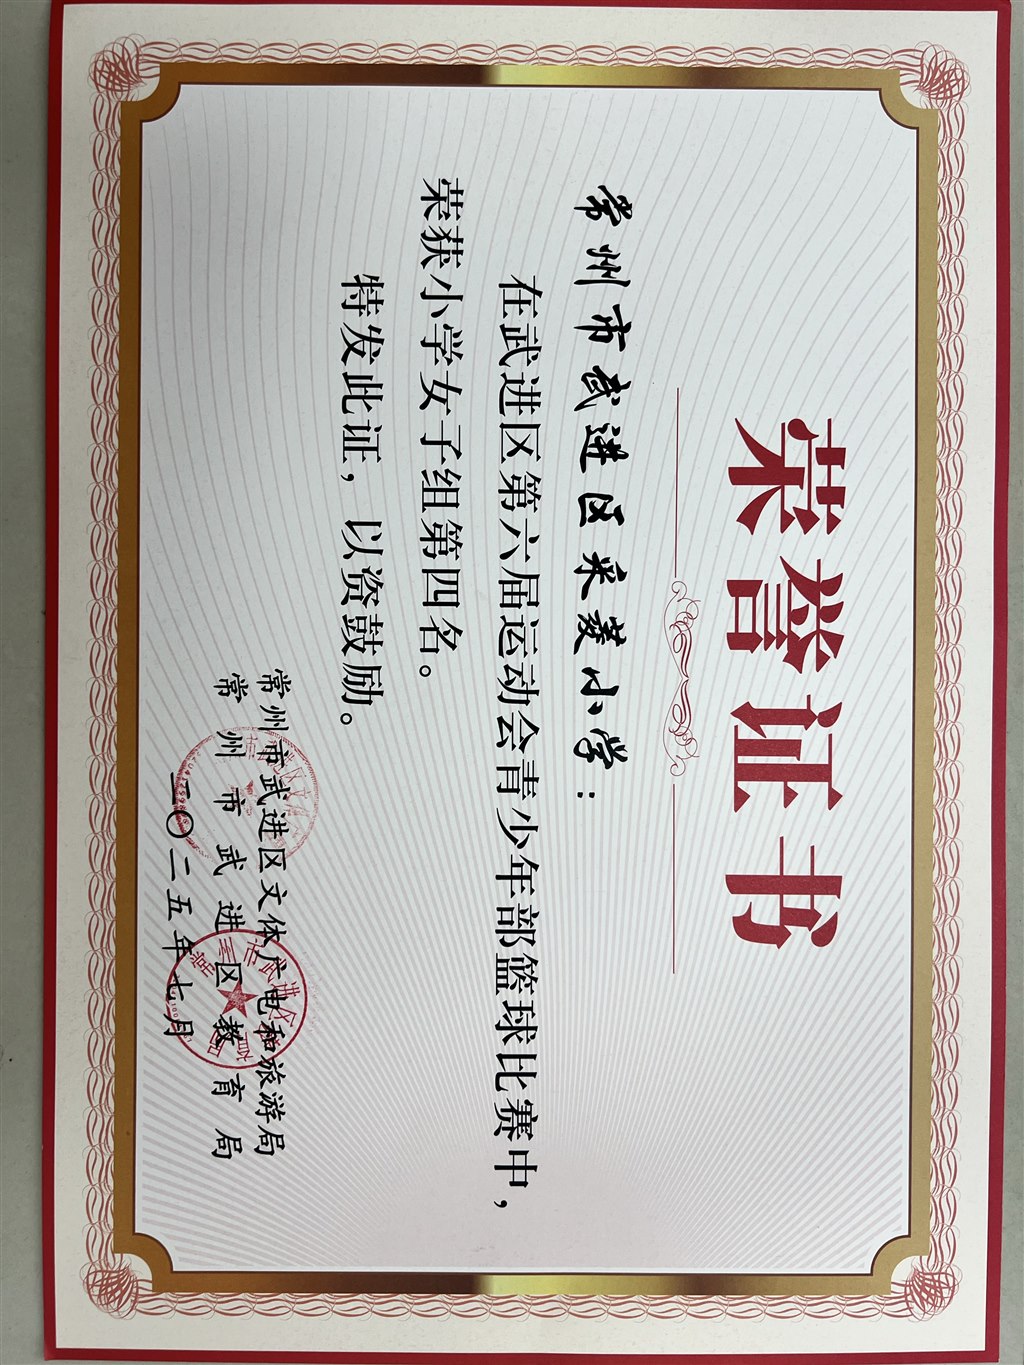 荣誉证书
常州市武进区采菱小学：
在武进区第六届运动会青少年部篮球比赛中，
荣获小学女子组第四名。
特发此证，以资鼓励。
常州市武进区文体广电和旅游局
常州市武进区教育局
二〇二五年七月